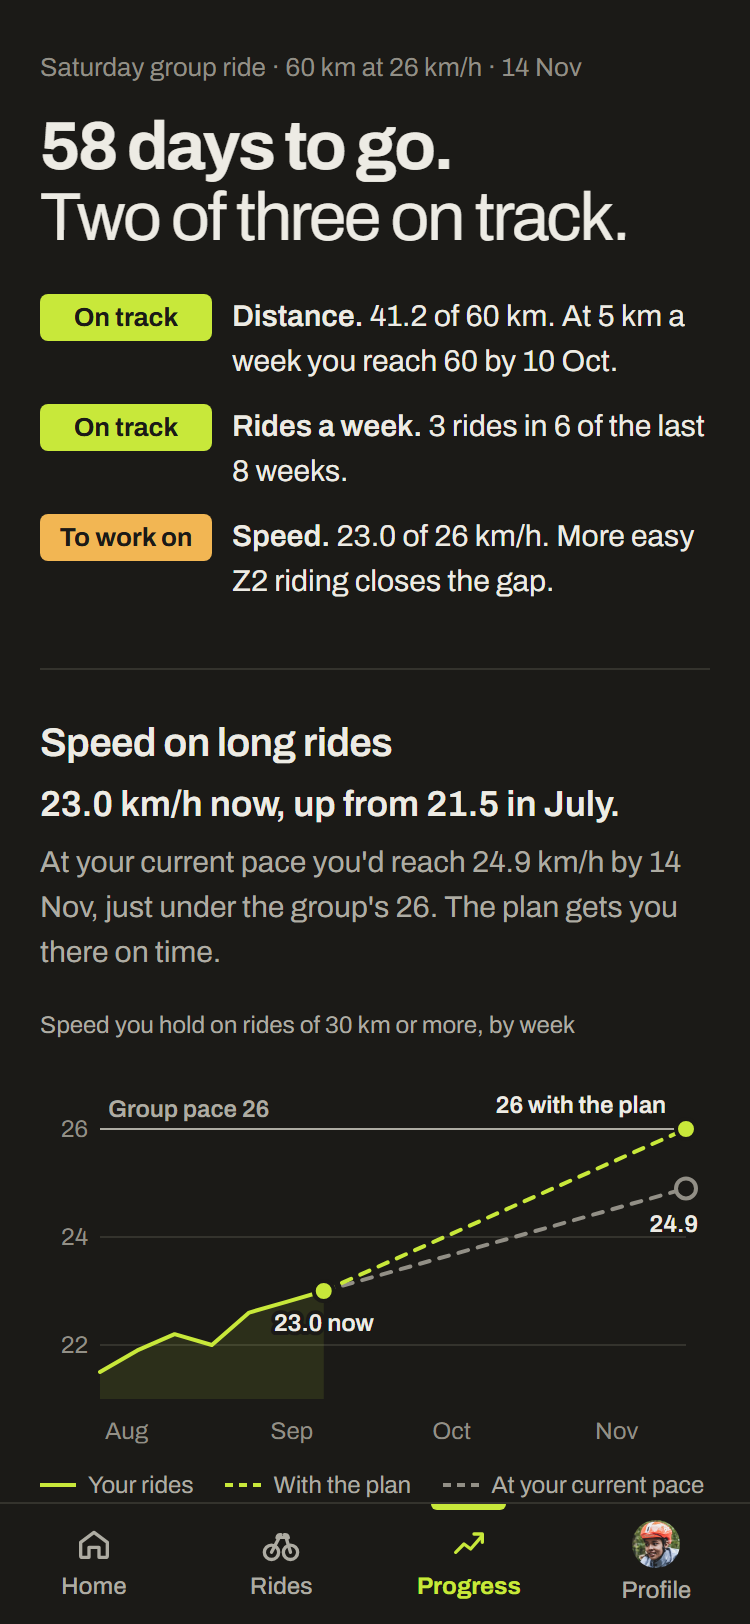 Saturday group ride · 60 km at 26 km/h · 14 Nov
58 days to go.
Two of three on track.
On track
Distance. 41.2 of 60 km. At 5 km a
week you reach 60 by 10 Oct.
On track
Rides a week. 3 rides in 6 of the last
8 weeks.
To work on
Speed. 23.0 of 26 km/h. More easy
Z2 riding closes the gap.
Speed on long rides
23.0 km/h now, up from 21.5 in July.
At your current pace you'd reach 24.9 km/h by 14
Nov, just under the group's 26. The plan gets you
there on time.
Speed you hold on rides of 30 km or more, by week
Group pace 26
26 with the plan
26
24.9
24
23.0 now
22
Aug Sep Oct Nov
Your rides With the plan At your current pace
Home Rides Progress Profile